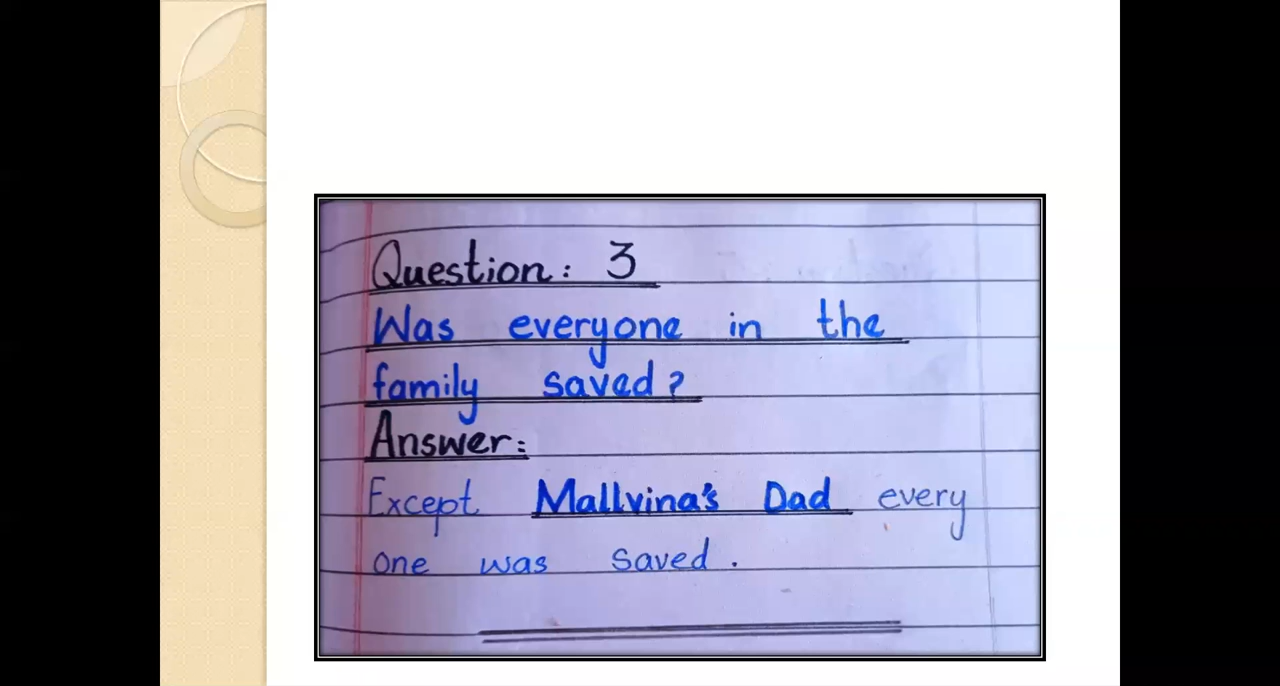 Question: 3
Was everyone in the
family saved?
Answer:
Except Mallvina's Dad every
one was saved.